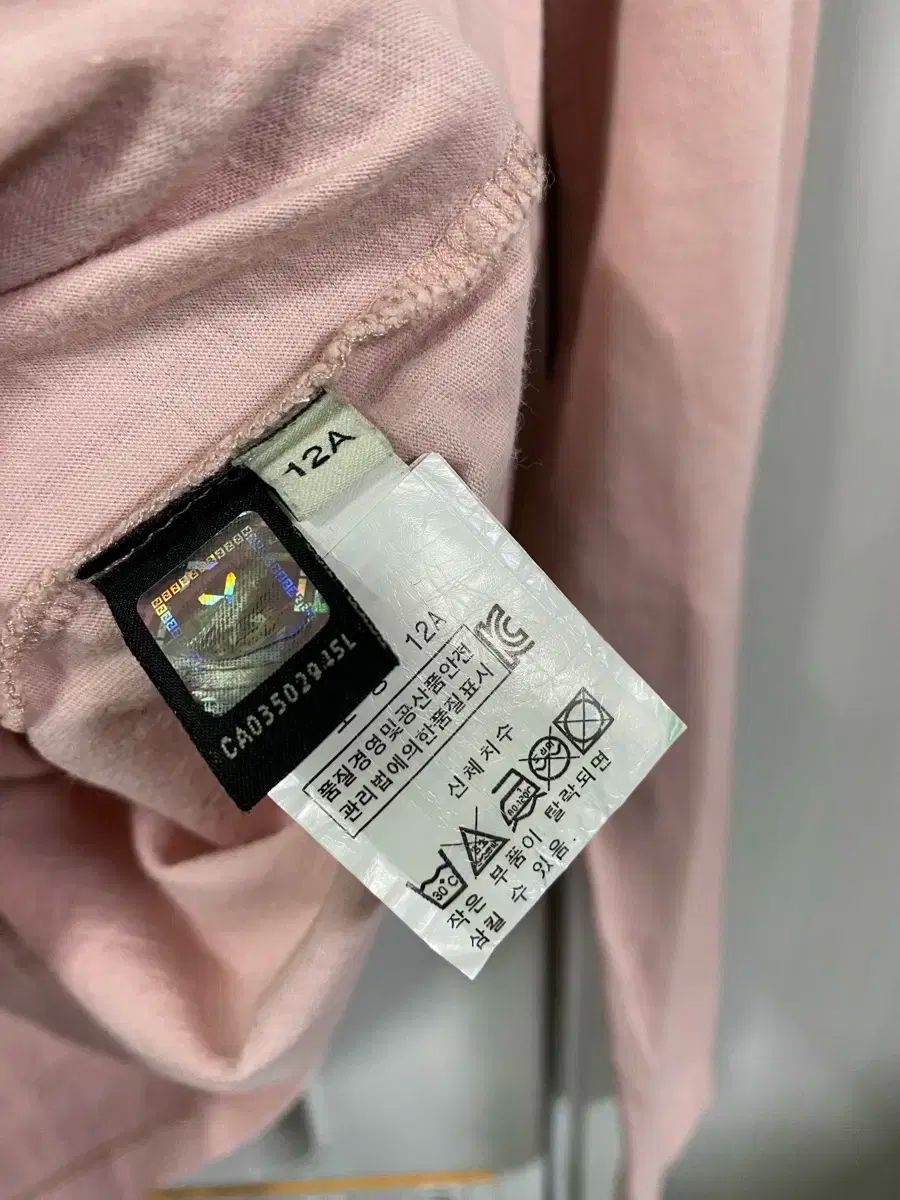 12A
CA0350294SL
12A
품질경영및공산품안전
관리법에의한품질표시
신체치수
30°C
작은 부품이 탈락되면
삼킬 수 있음.